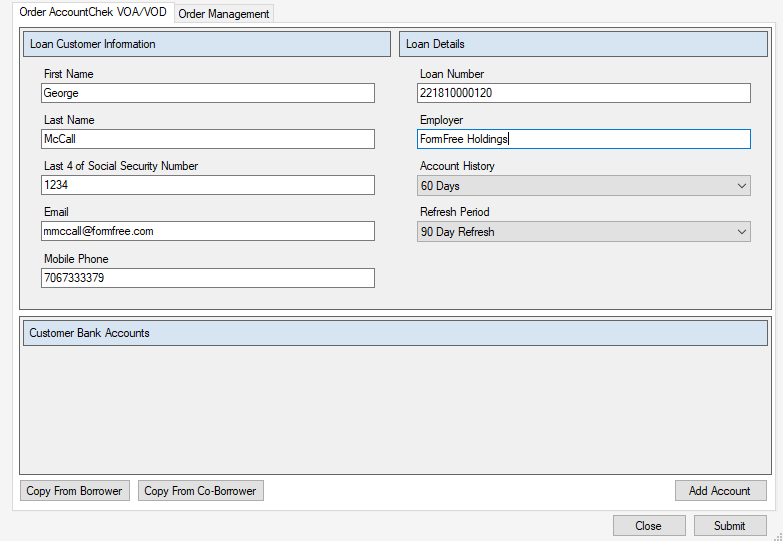 Order AccountChek VOA/VOD
Order Management
Loan Customer Information
Loan Details
First Name
George
Last Name
McCall
Last 4 of Social Security Number
1234
Email
mmccall@formfree.com
Mobile Phone
7067333379
Loan Number
221810000120
Employer
FormFree Holdings
Account History
60 Days
Refresh Period
90 Day Refresh
Customer Bank Accounts
Copy From Borrower
Copy From Co-Borrower
Add Account
Close
Submit